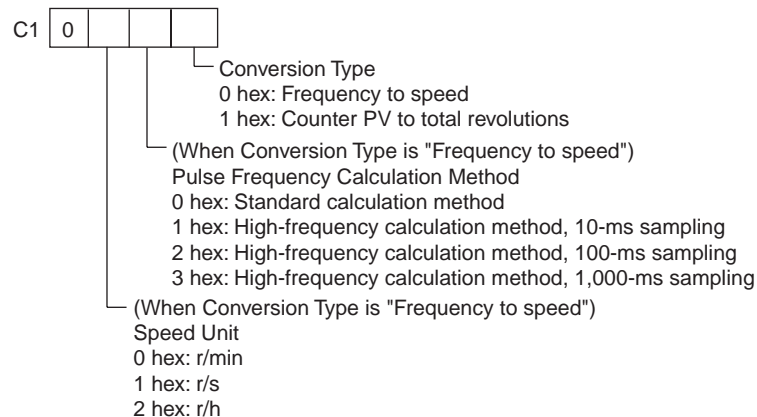 C1 0
Conversion Type
0 hex: Frequency to speed
1 hex: Counter PV to total revolutions
(When Conversion Type is "Frequency to speed")
Pulse Frequency Calculation Method
0 hex: Standard calculation method
1 hex: High-frequency calculation method, 10-ms sampling
2 hex: High-frequency calculation method, 100-ms sampling
3 hex: High-frequency calculation method, 1,000-ms sampling
(When Conversion Type is "Frequency to speed")
Speed Unit
0 hex: r/min
1 hex: r/s
2 hex: r/h